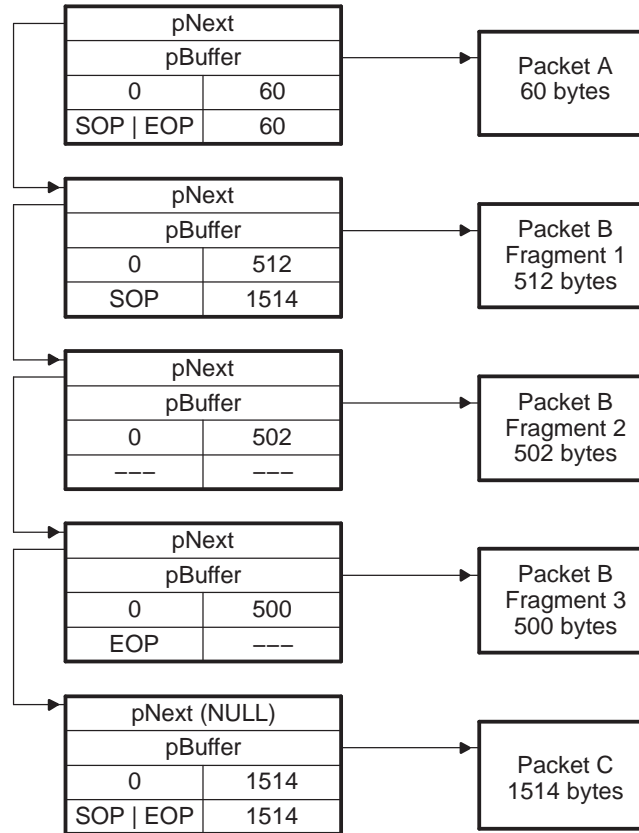 pNext
pBuffer
0 60
SOP | EOP 60
Packet A
60 bytes
pNext
pBuffer
0 512
SOP 1514
Packet B
Fragment 1
512 bytes
pNext
pBuffer
0 502
––– –––
Packet B
Fragment 2
502 bytes
pNext
pBuffer
0 500
EOP –––
Packet B
Fragment 3
500 bytes
pNext (NULL)
pBuffer
0 1514
SOP | EOP 1514
Packet C
1514 bytes